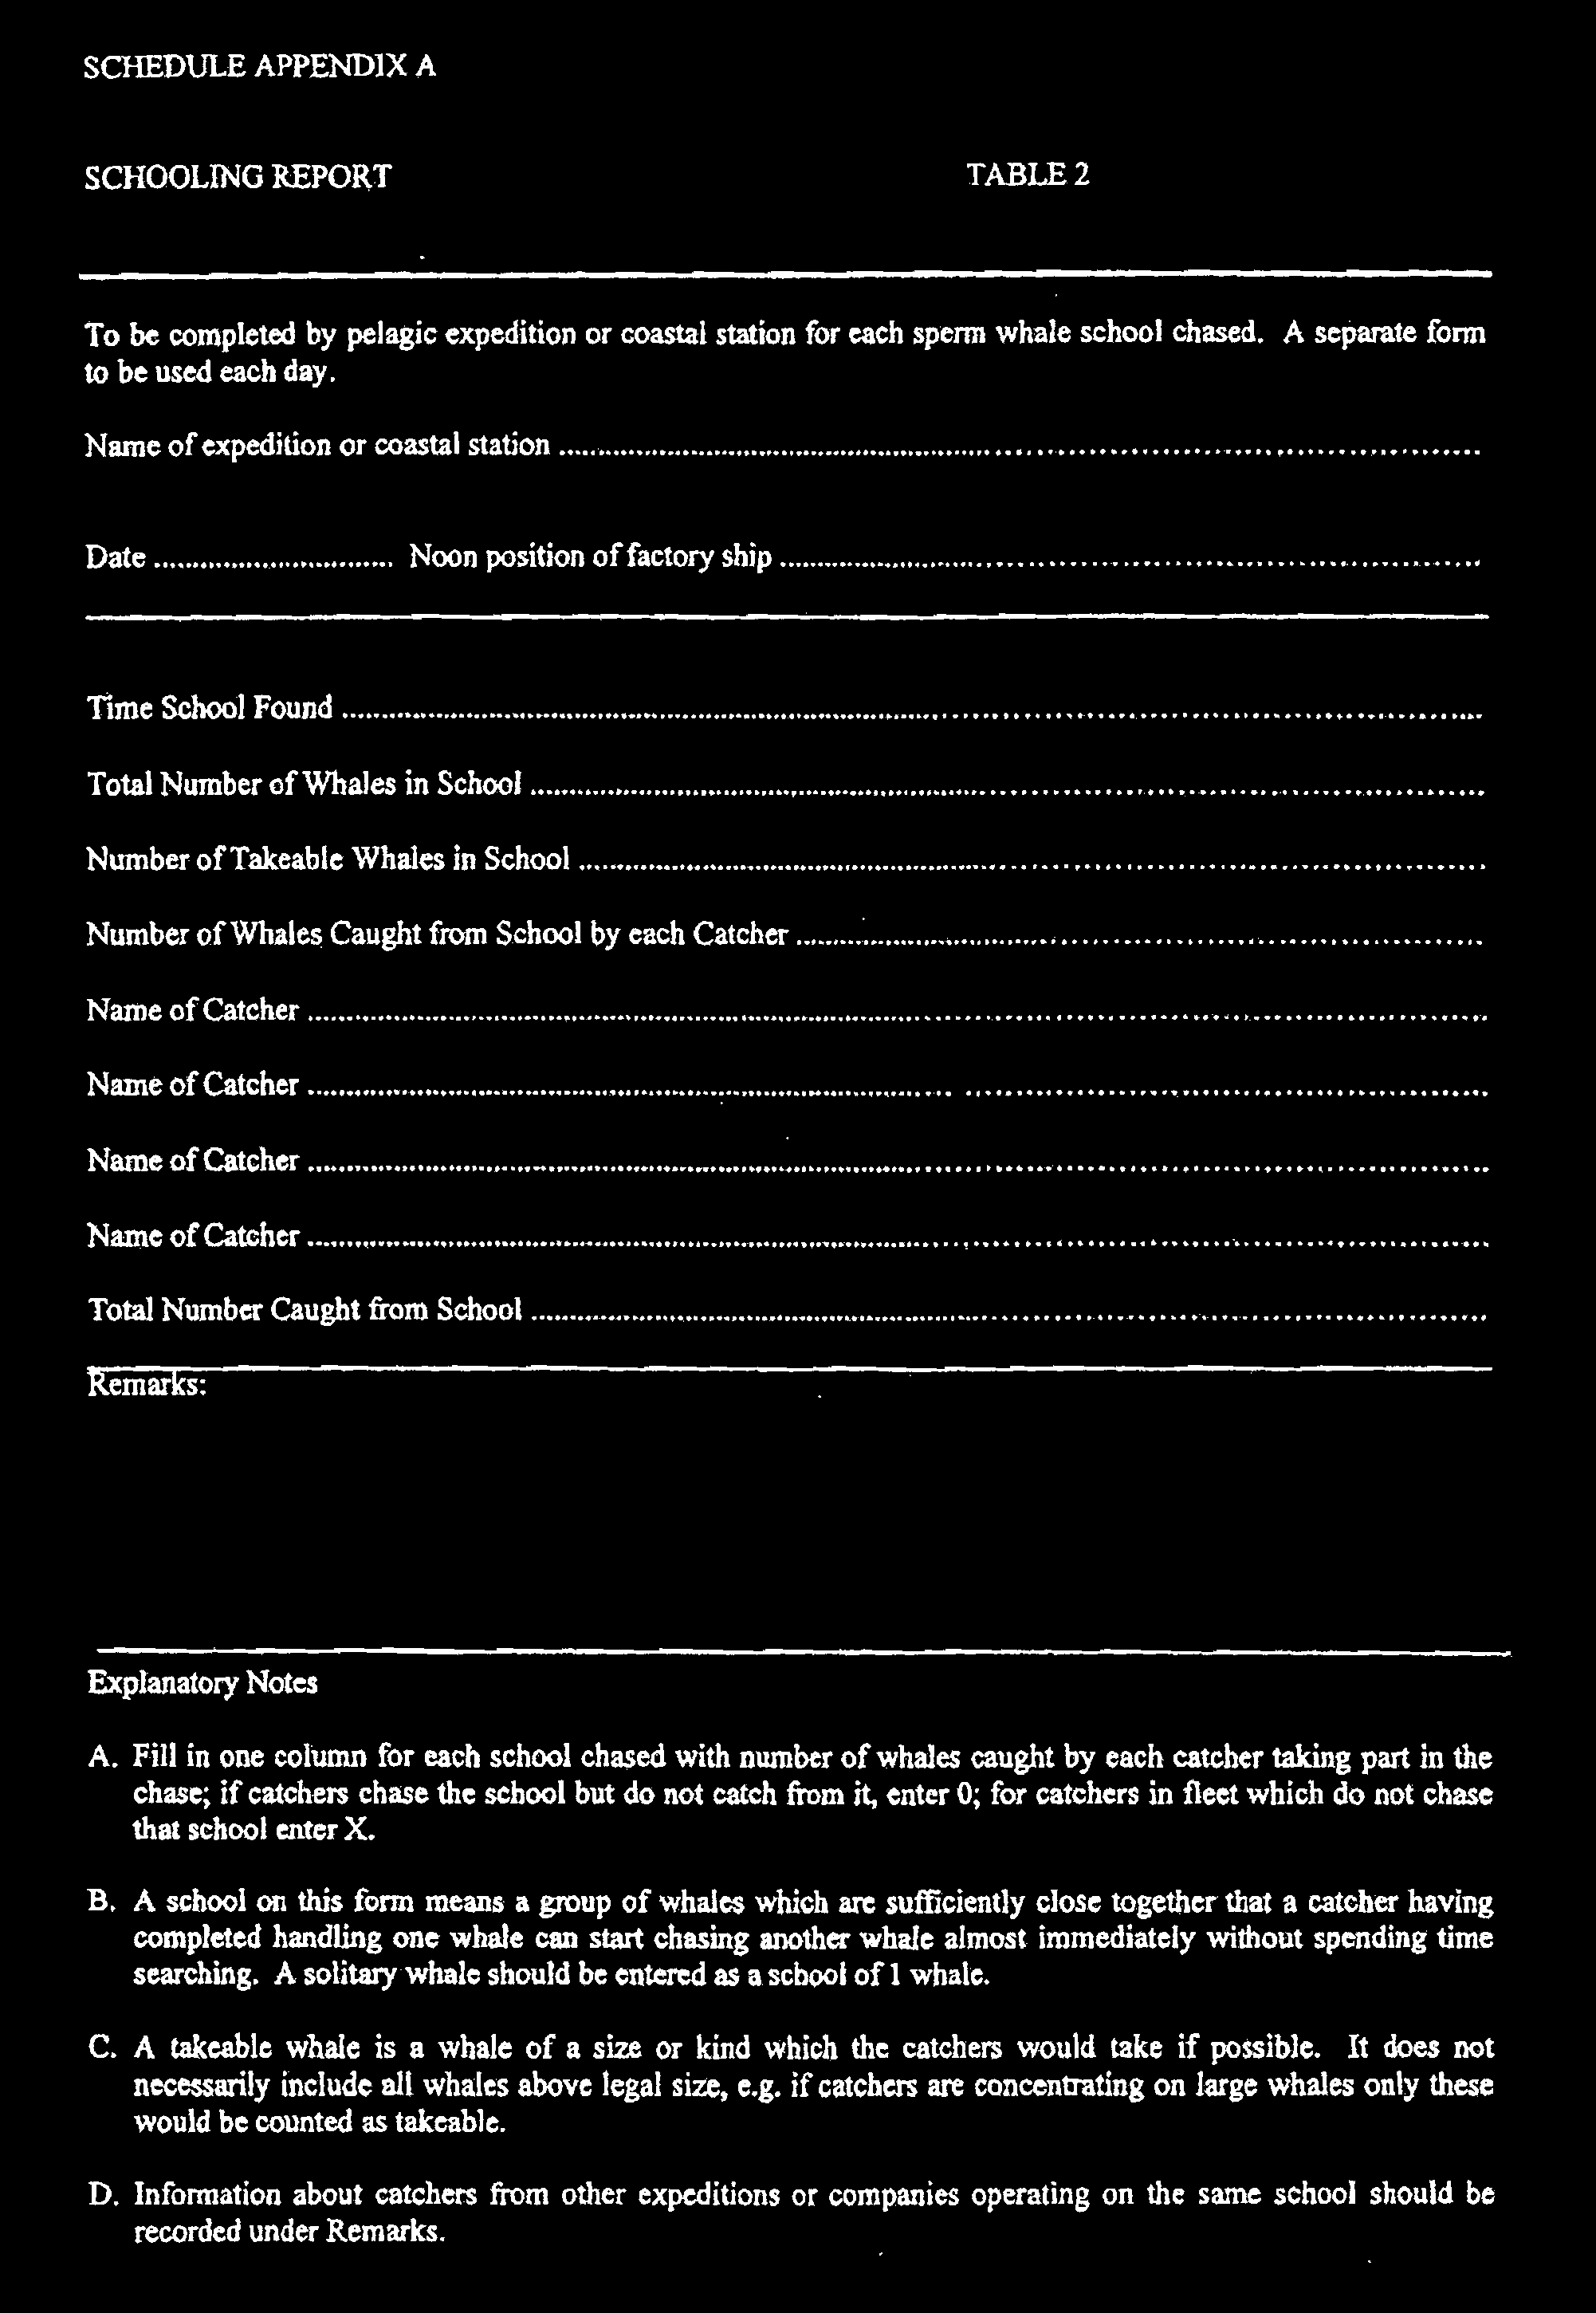 SCHEDULE APPENDIX A
SCHOOLING REPORT TABLE 2
To be completed by pelagic expedition or coastal station for each sperm whale school chased. A separate form
to be used each day.
Name of expedition or coastal station ..........
Date .......... Noon position of factory ship ..........
Time School Found ..........
Total Number of Whales in School ..........
Number of Takeable Whales in School ..........
Number of Whales Caught from School by each Catcher ..........
Name of Catcher ..........
Name of Catcher ..........
Name of Catcher ..........
Name of Catcher ..........
Total Number Caught from School ..........
Remarks:
Explanatory Notes
A. Fill in one column for each school chased with number of whales caught by each catcher taking part in the
chase; if catchers chase the school but do not catch from it, enter 0; for catchers in fleet which do not chase
that school enter X.
B. A school on this form means a group of whales which are sufficiently close together that a catcher having
completed handling one whale can start chasing another whale almost immediately without spending time
searching. A solitary whale should be entered as a school of 1 whale.
C. A takeable whale is a whale of a size or kind which the catchers would take if possible. It does not
necessarily include all whales above legal size, e.g. if catchers are concentrating on large whales only these
would be counted as takeable.
D. Information about catchers from other expeditions or companies operating on the same school should be
recorded under Remarks.